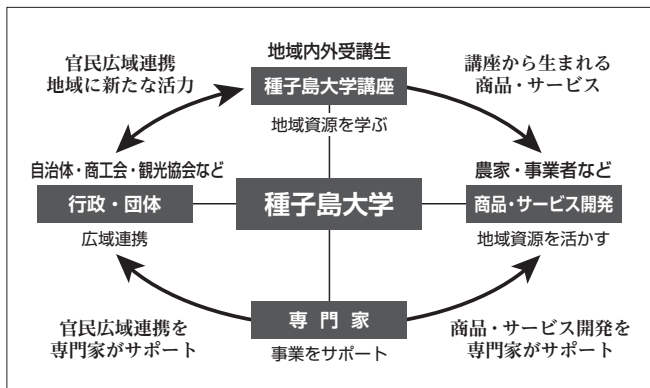 官民広域連携
地域に新たな活力
地域内外受講生
種子島大学講座
地域資源を学ぶ
講座から生まれる
商品・サービス
自治体・商工会・観光協会など
行政・団体
広域連携
種子島大学
農家・事業者など
商品・サービス開発
地域資源を活かす
官民広域連携を
専門家がサポート
専門家
事業をサポート
商品・サービス開発を
専門家がサポート